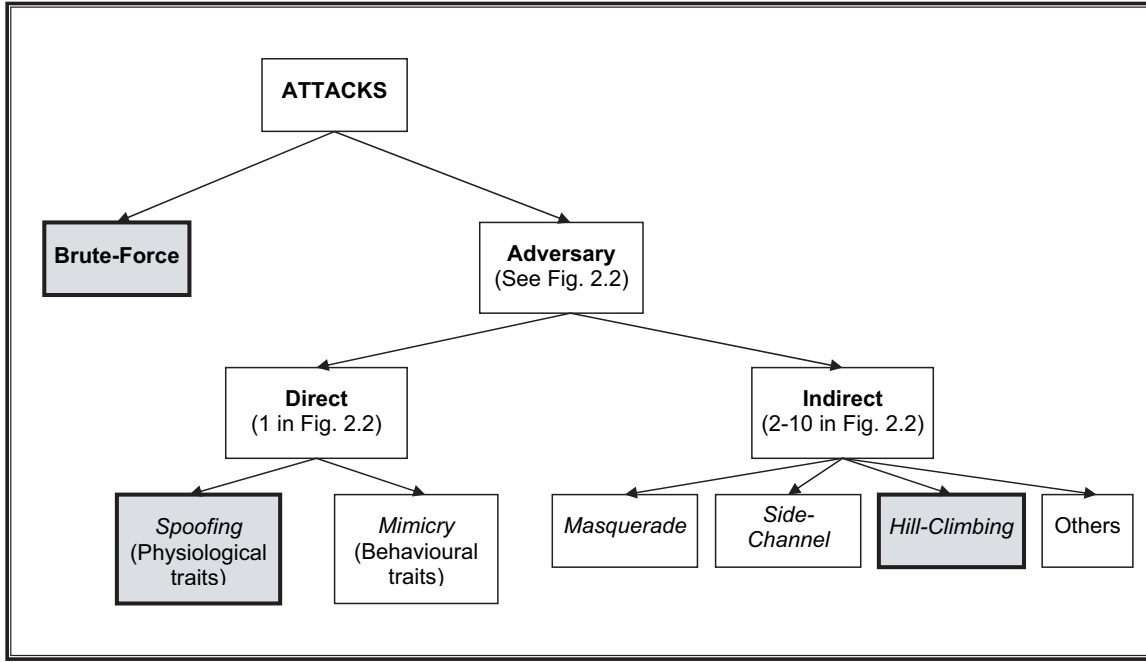 ATTACKS
Brute-Force
Adversary
(See Fig. 2.2)
Direct
(1 in Fig. 2.2)
Indirect
(2-10 in Fig. 2.2)
Spoofing
(Physiological
traits)
Mimicry
(Behavioural
traits)
Masquerade
Side-
Channel
Hill-Climbing
Others